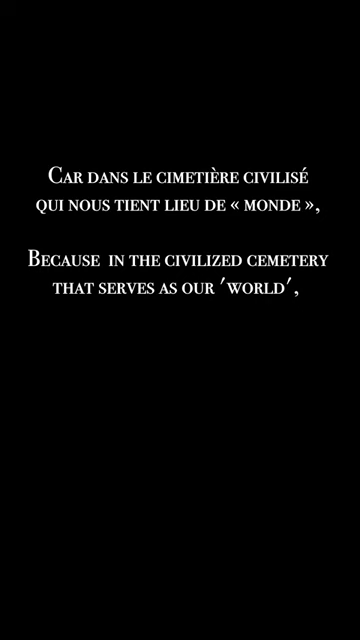 Car dans le cimetière civilisé
qui nous tient lieu de « monde »,
Because in the civilized cemetery
that serves as our 'world',